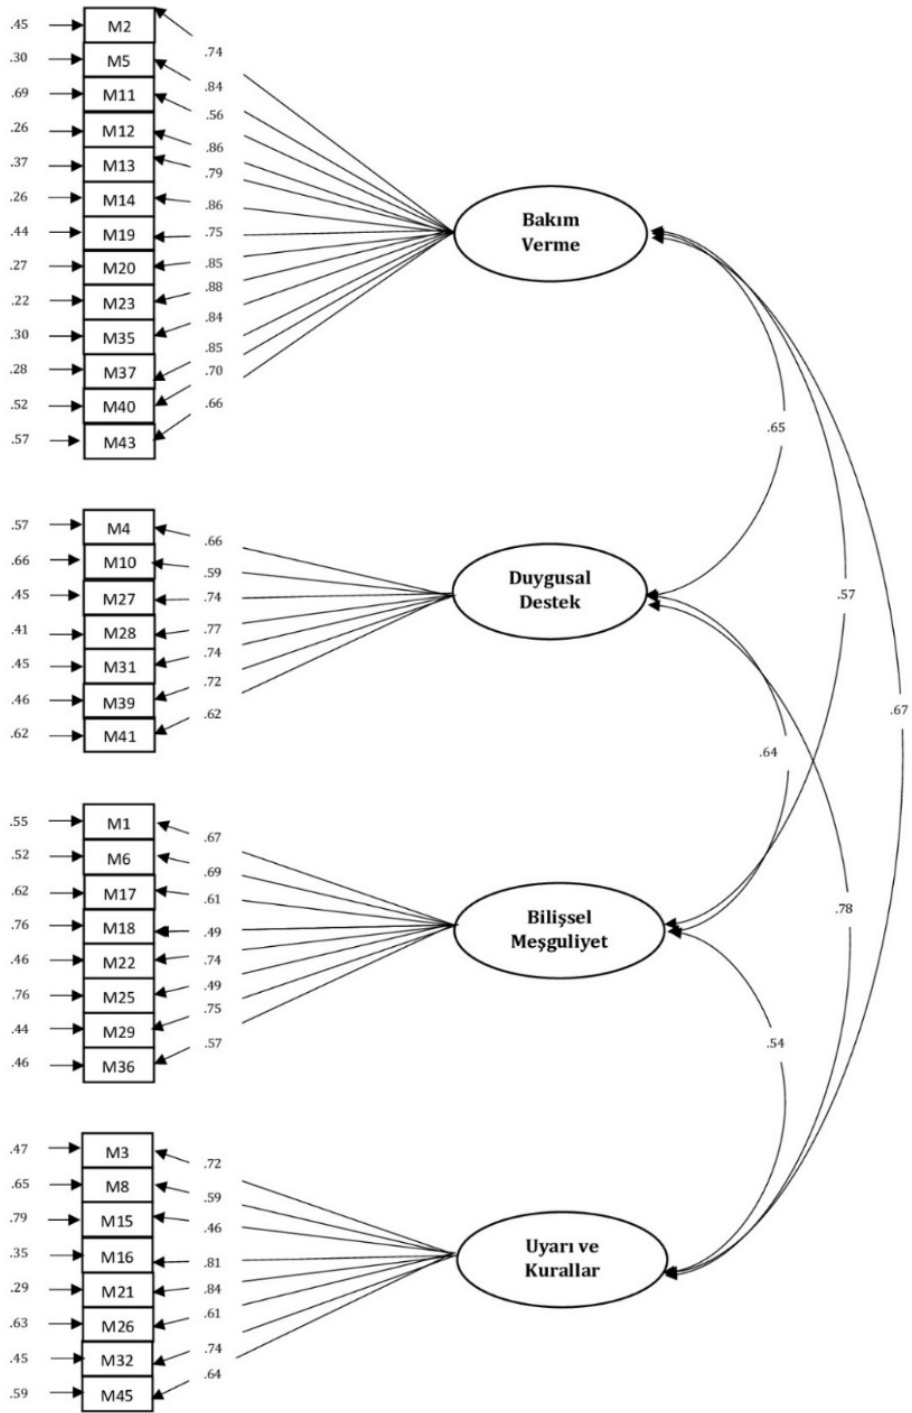 .45 M2 .74
.30 M5 .84
.69 M11 .56
.26 M12 .86
.37 M13 .79
.26 M14 .86
.44 M19 .75
.27 M20 .85
.22 M23 .88
.30 M35 .84
.28 M37 .85
.52 M40 .70
.57 M43 .66
Bakım
Verme
.65
.57 M4 .66
.66 M10 .59
.45 M27 .74
.41 M28 .77
.45 M31 .74
.46 M39 .72
.62 M41 .62
Duygusal
Destek
.57
.67
.64
.55 M1 .67
.52 M6 .69
.62 M17 .61
.76 M18 .49
.46 M22 .74
.76 M25 .49
.44 M29 .75
.46 M36 .57
Bilişsel
Meşguliyet
.78
.54
.47 M3 .72
.65 M8 .59
.79 M15 .46
.35 M16 .81
.29 M21 .84
.63 M26 .61
.45 M32 .74
.59 M45 .64
Uyarı ve
Kurallar